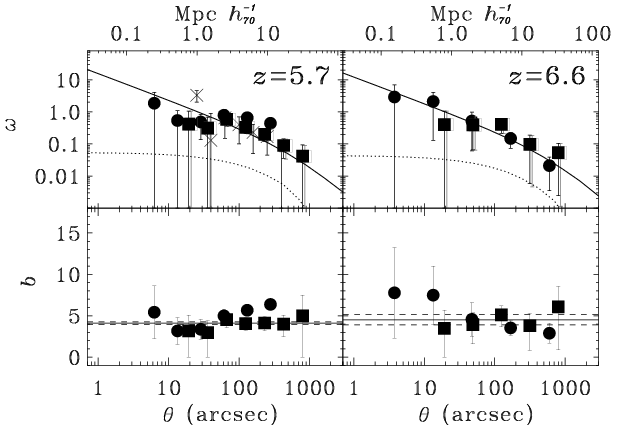 Mpc h₇₀⁻¹ Mpc h₇₀⁻¹
0.1 1.0 10 0.1 1.0 10 100
z=5.7 z=6.6
10
1.0
0.1
0.01
ω
15
10
5
0
b
1 10 100 1000 1 10 100 1000
θ (arcsec) θ (arcsec)